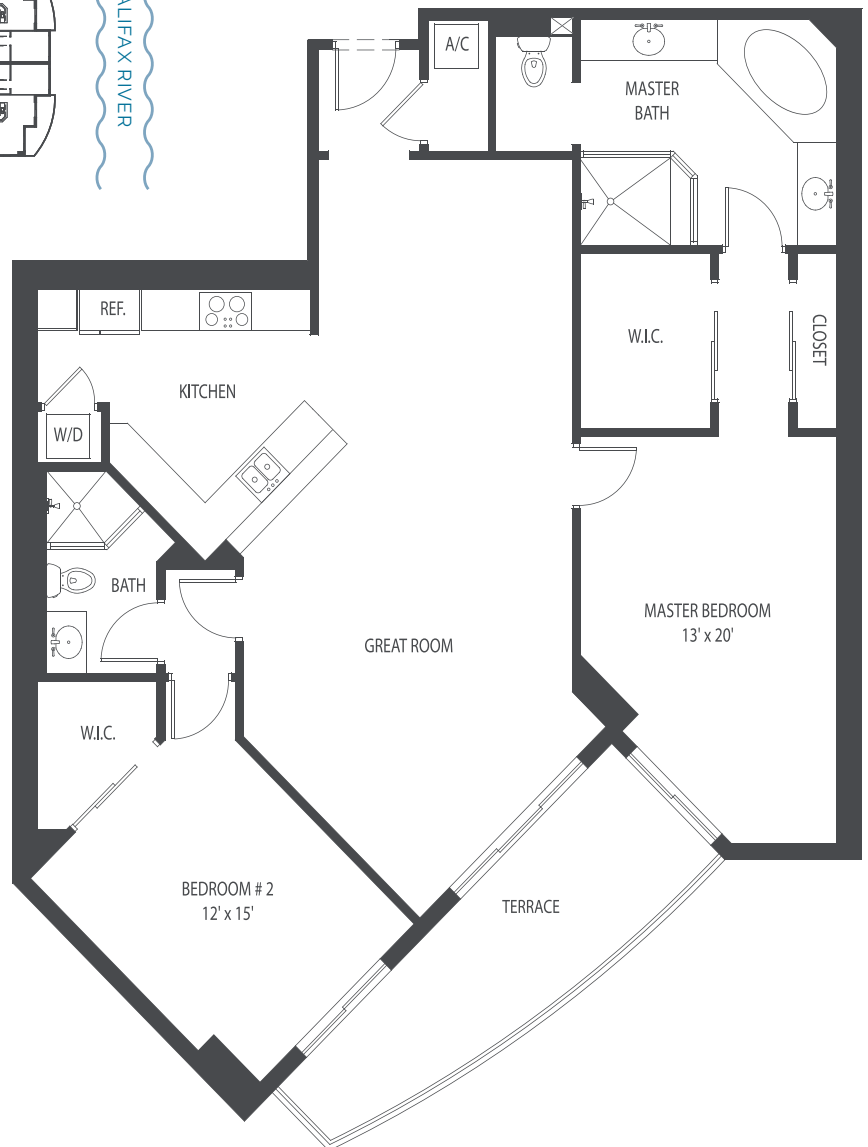 ALIFAX RIVER
A/C
MASTER
BATH
REF.
W.I.C.
CLOSET
KITCHEN
W/D
BATH
MASTER BEDROOM
13' x 20'
GREAT ROOM
W.I.C.
BEDROOM # 2
12' x 15'
TERRACE